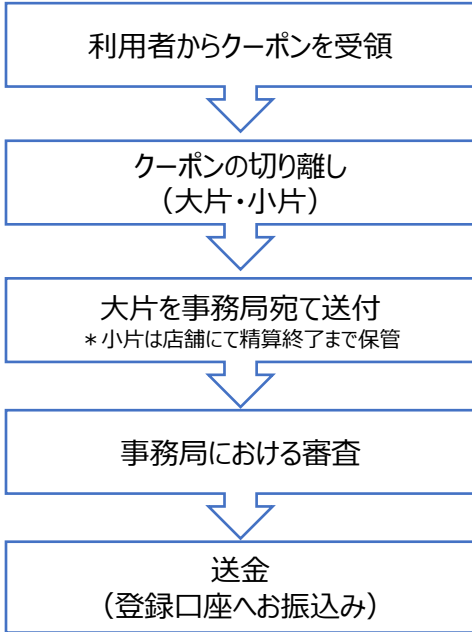 利用者からクーポンを受領
クーポンの切り離し
（大片・小片）
大片を事務局宛て送付
＊小片は店舗にて精算終了まで保管
事務局における審査
送金
（登録口座へお振込み）